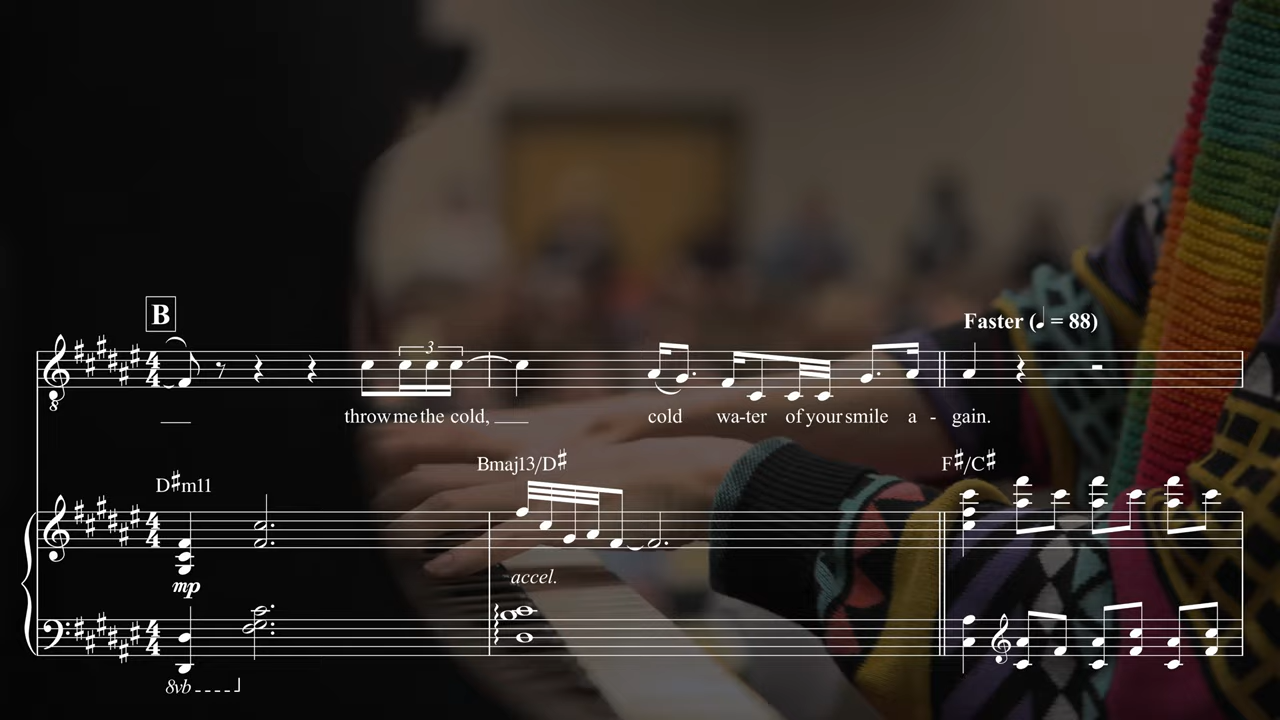 B
Faster (♩ = 88)
3
throw me the cold, cold wa-ter of your smile a - gain.
D♯m11 Bmaj13/D♯ F♯/C♯
mp
accel.
8vb